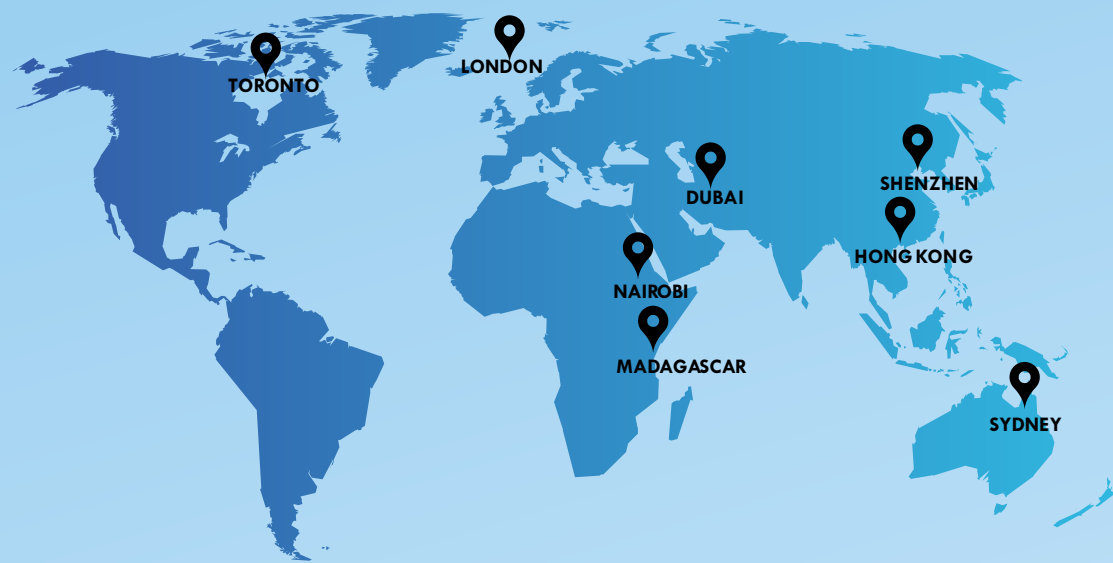 LONDON
TORONTO
SHENZHEN
DUBAI
HONG KONG
NAIROBI
MADAGASCAR
SYDNEY